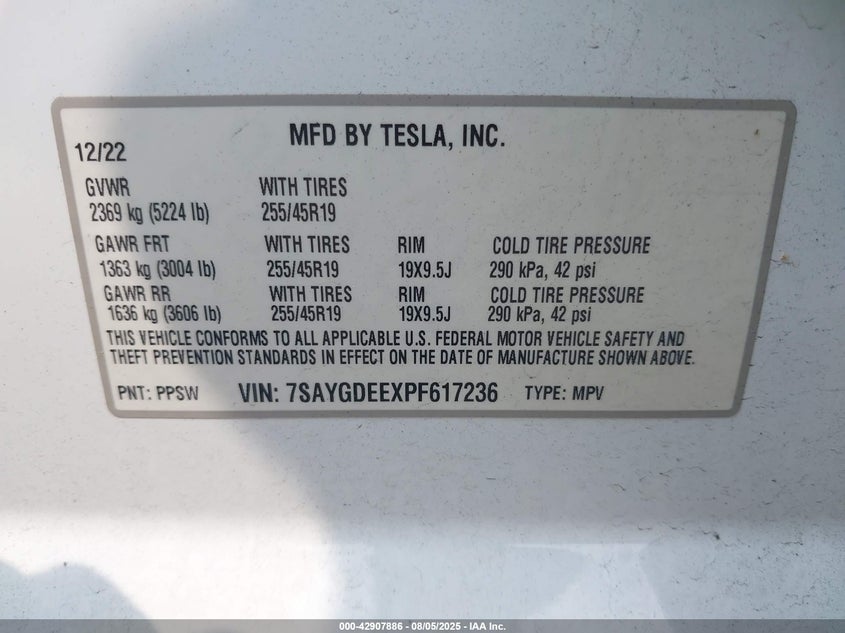 MFD BY TESLA, INC.
12/22
GVWR WITH TIRES
2369 kg (5224 lb) 255/45R19
GAWR FRT WITH TIRES RIM COLD TIRE PRESSURE
1363 kg (3004 lb) 255/45R19 19X9.5J 290 kPa, 42 psi
GAWR RR WITH TIRES RIM COLD TIRE PRESSURE
1636 kg (3606 lb) 255/45R19 19X9.5J 290 kPa, 42 psi
THIS VEHICLE CONFORMS TO ALL APPLICABLE U.S. FEDERAL MOTOR VEHICLE SAFETY AND
THEFT PREVENTION STANDARDS IN EFFECT ON THE DATE OF MANUFACTURE SHOWN ABOVE.
PNT: PPSW VIN: 7SAYGDEEXPF617236 TYPE: MPV
000-42907886 - 08/05/2025 - IAA Inc.